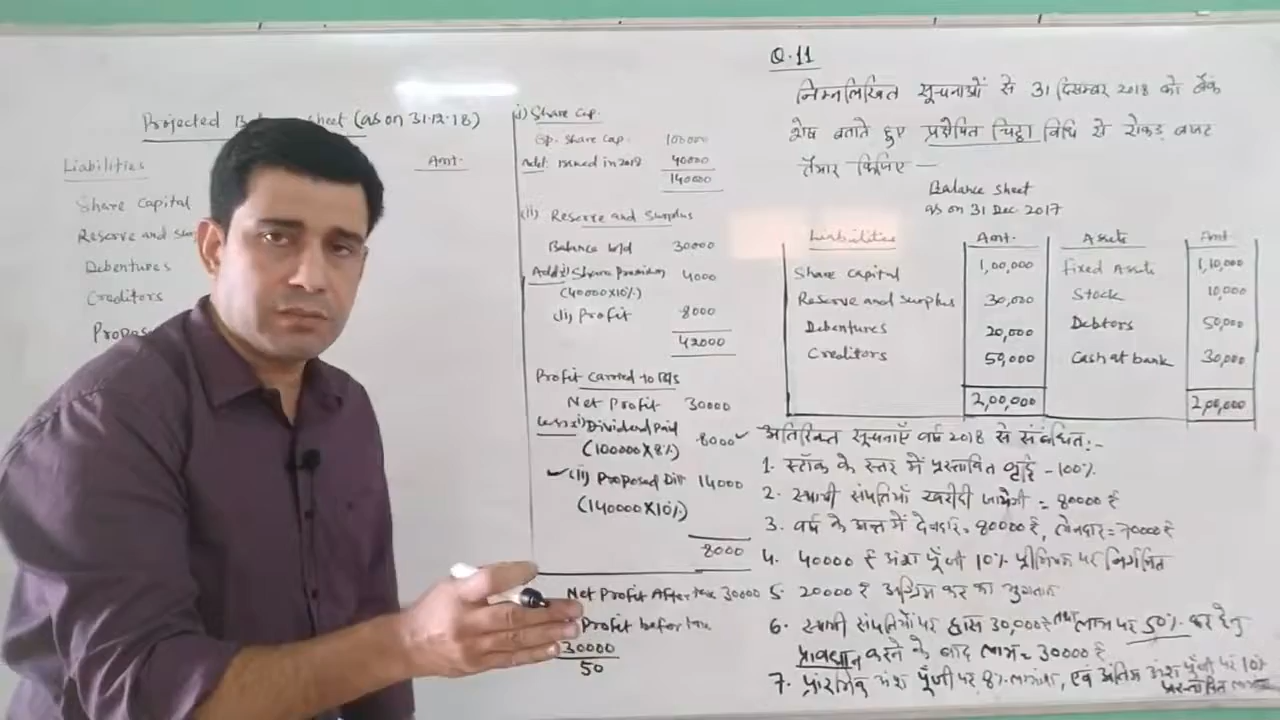 Projected B sheet (as on 31.12.18)
Liabilities
Amt.
Share Capital
Reserve and Sur
Debentures
Creditors
Propos
i) Share Cap.
Op. Share Cap. 100000
Add: Issued in 2018 40000
140000
(ii) Reserve and Surplus
Balance b/d 30000
Add: i) Share Premium 4000
(40000x10%)
(ii) Profit 8000
42000
Profit carried to B/s
Net Profit 30000
Less: i) Dividend Paid 8000
(100000x8%)
(ii) Proposed Div 14000
(140000x10%)
8000
Net Profit After tax 30000
Profit befor tax
30000
50
Q.11
निम्नलिखित सूचनाओं से 31 दिसम्बर 2018 को बैंक
शेष बताते हुए प्रक्षेपित चिट्ठा विधि से रोकड़ बजट
तैयार किजिए —
Balance sheet
as on 31 Dec. 2017
Liabilities Amt. Assets Amt
Share Capital 1,00,000 Fixed Assets 1,10,000
Reserve and surplus 30,000 Stock 10,000
Debentures 20,000 Debtors 50,000
Creditors 50,000 Cash at bank 30,000
2,00,000 2,00,000
अतिरिक्त सूचनाएँ वर्ष 2018 से संबंधित:-
1. स्टॉक के स्तर में प्रस्तावित वृद्धि - 100%
2. स्थायी संपतियाँ खरीदी जायेगी = 80000 ₹
3. वर्ष के अन्त में देनदार = 80000 ₹, लेनदार = 70000 ₹
4. 40000 ₹ अंश पूँजी 10% प्रीमियम पर निर्गमित
5. 20000 ₹ अग्रिम कर का भुगतान
6. स्थायी संपतियों पर ह्रास 30,000 ₹ तथा लाभ पर 50% कर हेतु
प्रावधान करने के बाद लाभ = 30000 ₹
7. प्रारंभिक अंश पूँजी पर 8% लाभांश, एवं अंतिम अंश पूँजी पर 10%
प्रस्तावित लाभांश